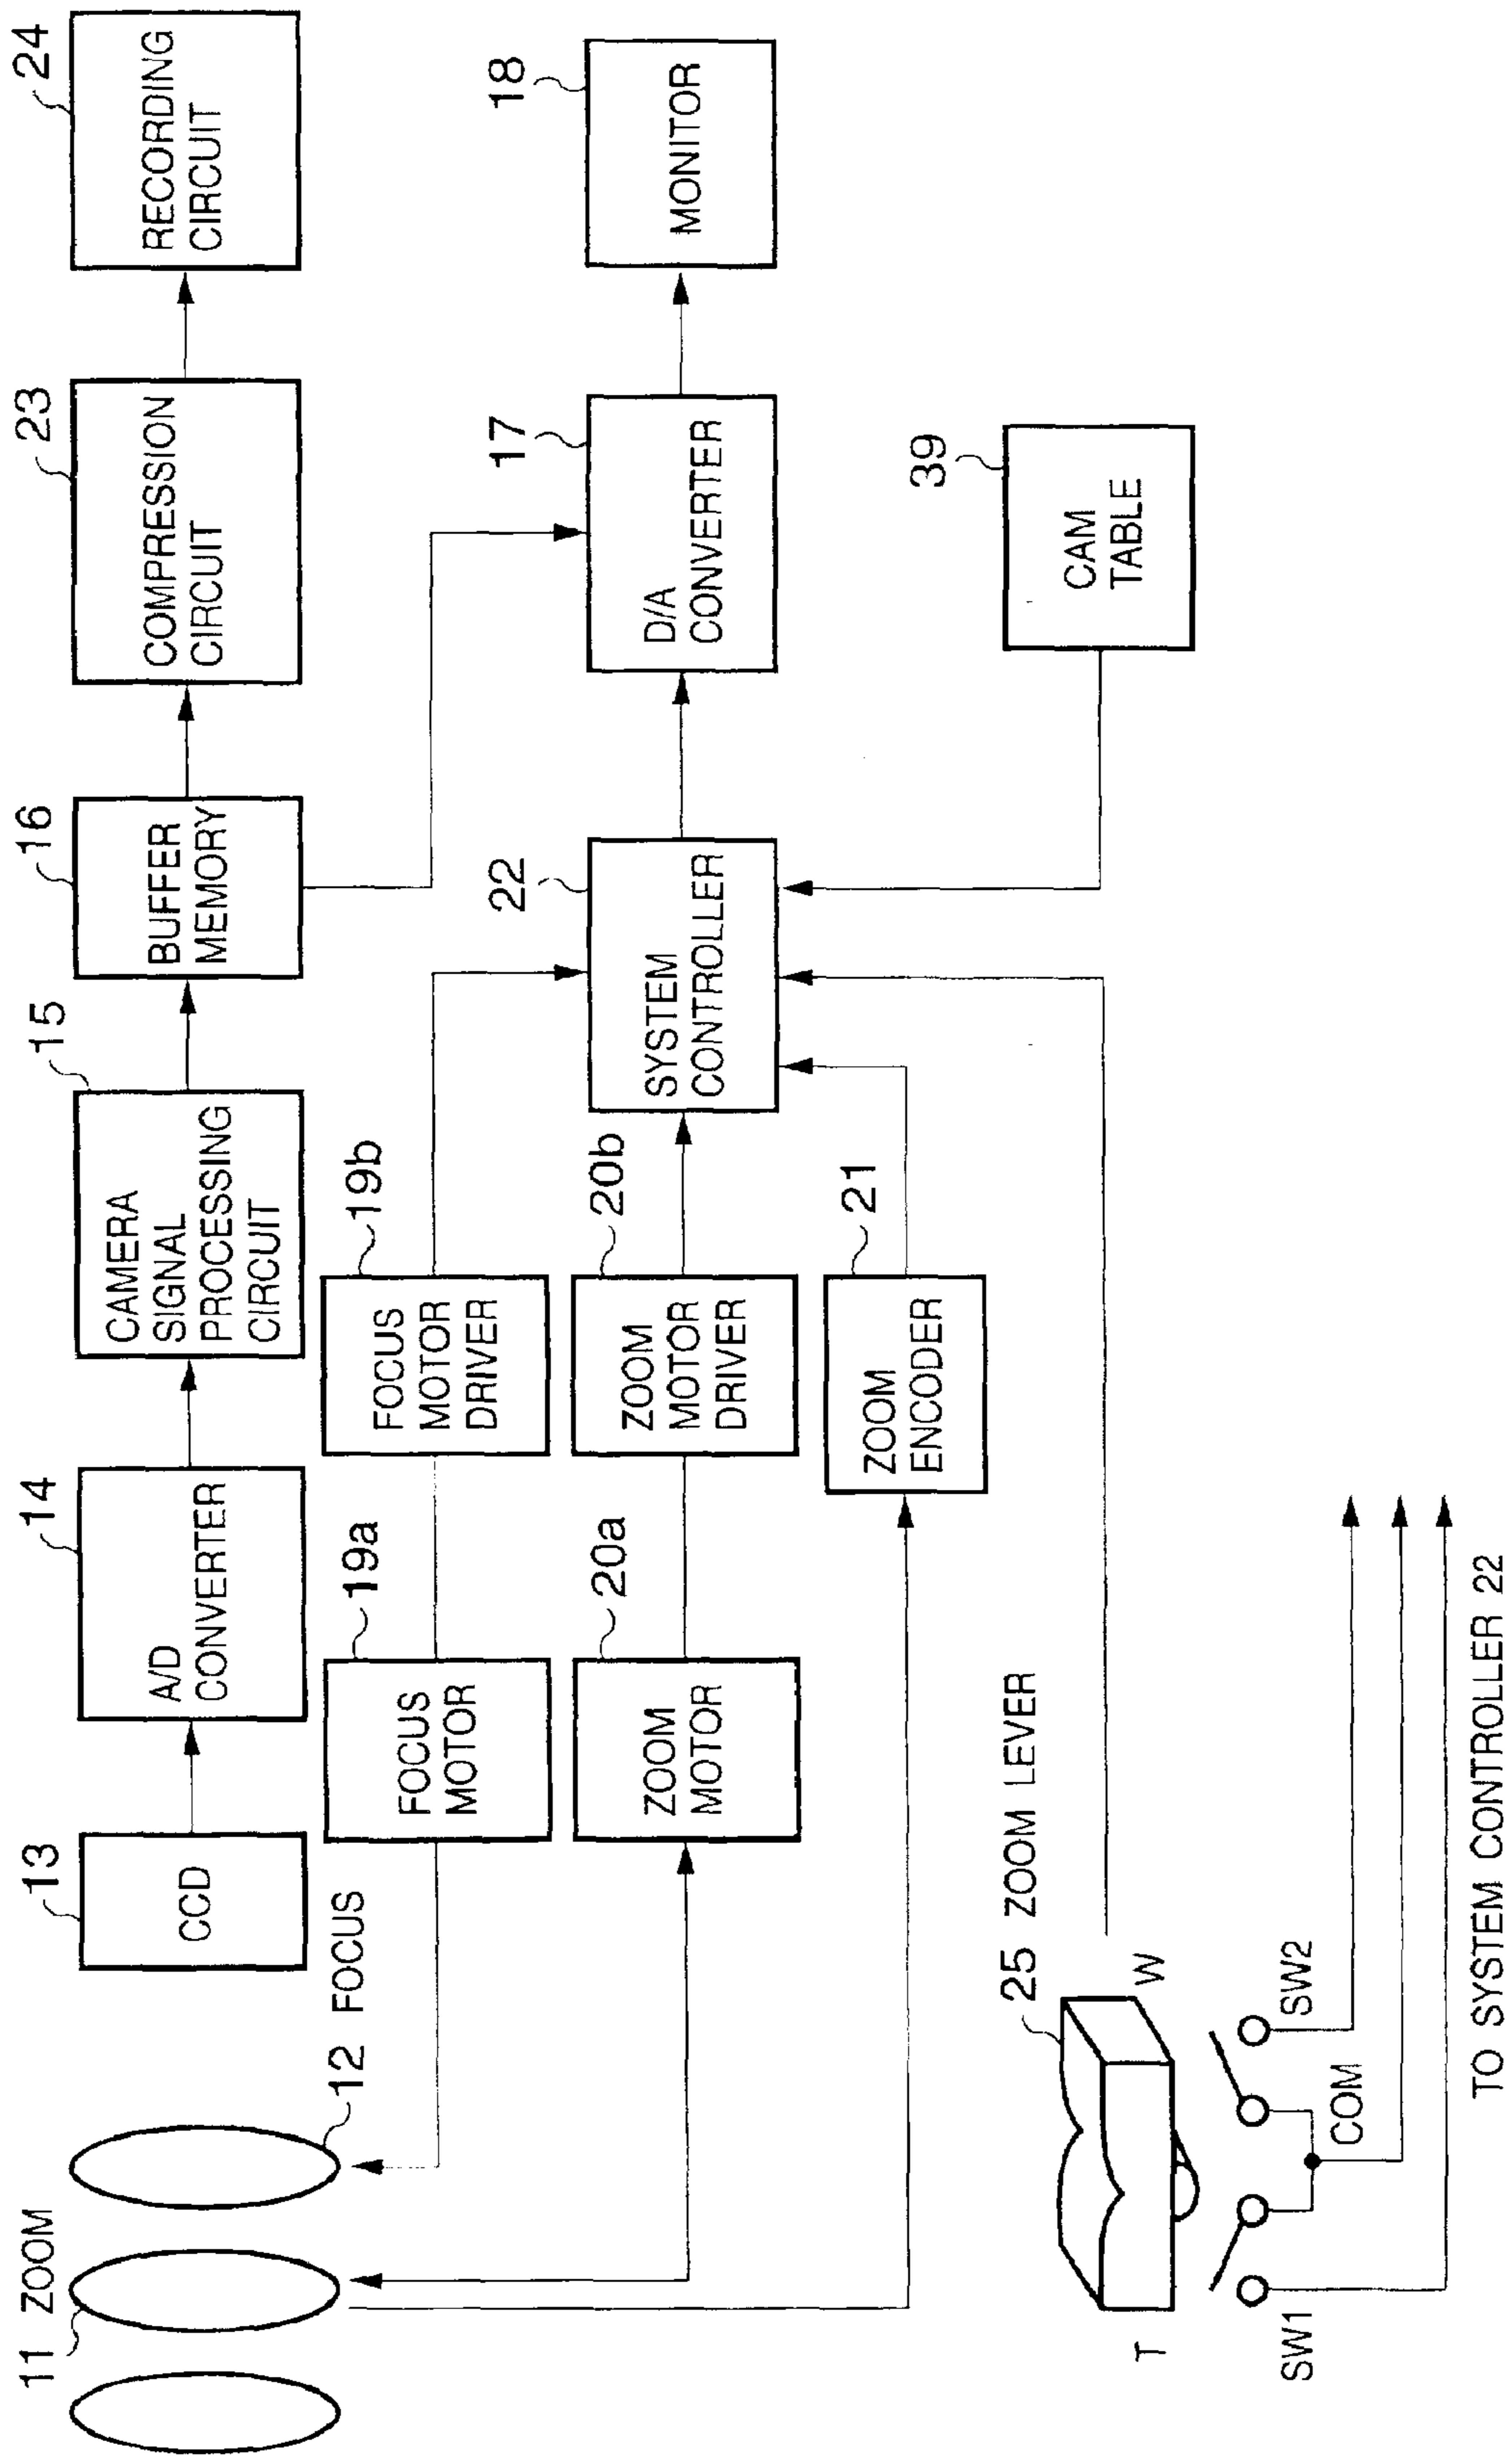 11 ZOOM
12 FOCUS
13
CCD
14
A/D
CONVERTER
15
CAMERA
SIGNAL
PROCESSING
CIRCUIT
16
BUFFER
MEMORY
23
COMPRESSION
CIRCUIT
24
RECORDING
CIRCUIT
19a
FOCUS
MOTOR
19b
FOCUS
MOTOR
DRIVER
20a
ZOOM
MOTOR
20b
ZOOM
MOTOR
DRIVER
21
ZOOM
ENCODER
22
SYSTEM
CONTROLLER
17
D/A
CONVERTER
18
MONITOR
39
CAM
TABLE
25 ZOOM LEVER
T
W
SW1
COM
SW2
TO SYSTEM CONTROLLER 22